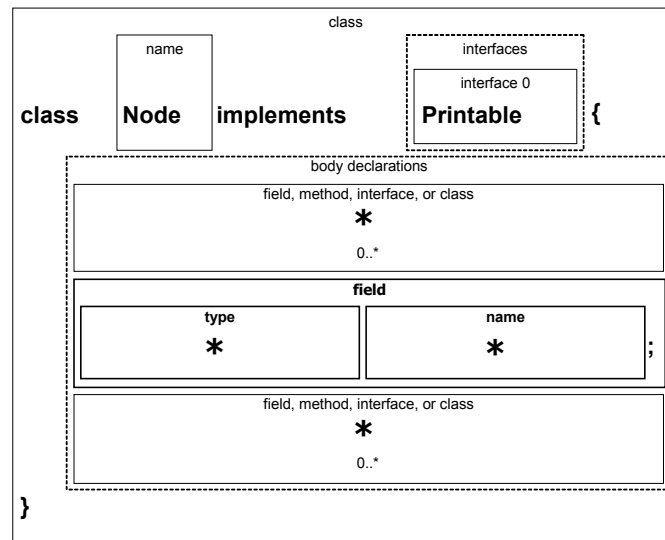 class
name
interfaces
interface 0
class Node implements Printable {
body declarations
field, method, interface, or class
*
0..*
field
type name
* * ;
field, method, interface, or class
*
0..*
}